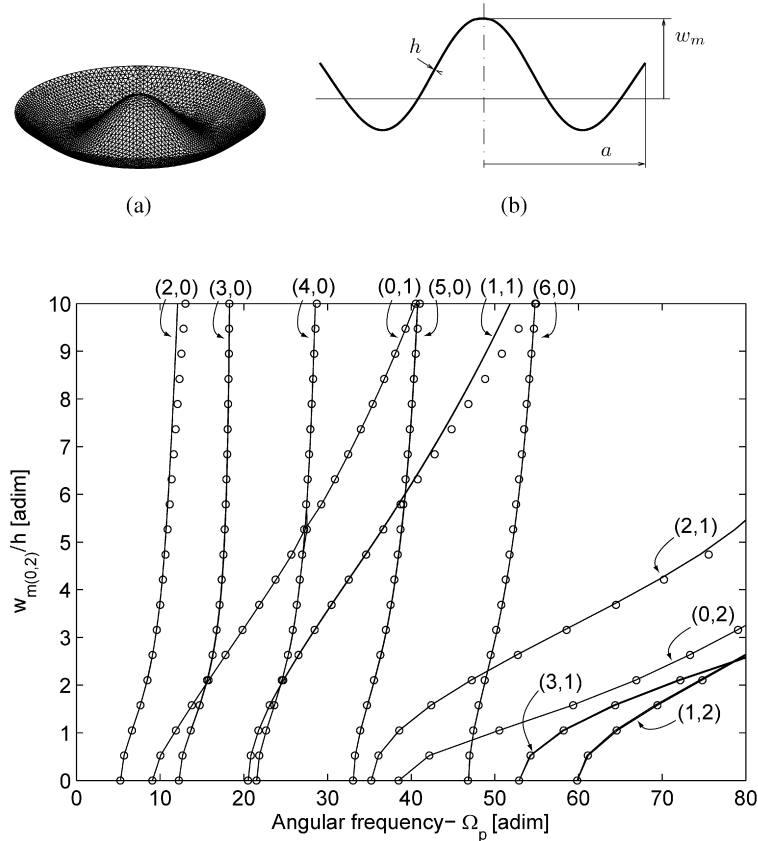 h
w_m
a
(a)
(b)
(2,0) (3,0) (4,0) (0,1) (5,0) (1,1) (6,0)
10
9
8
7
6
5
4
3
2
1
0
w_m(0,2)/h [adim]
(2,1)
(0,2)
(3,1)
(1,2)
0 10 20 30 40 50 60 70 80
Angular frequency− Ω_p [adim]